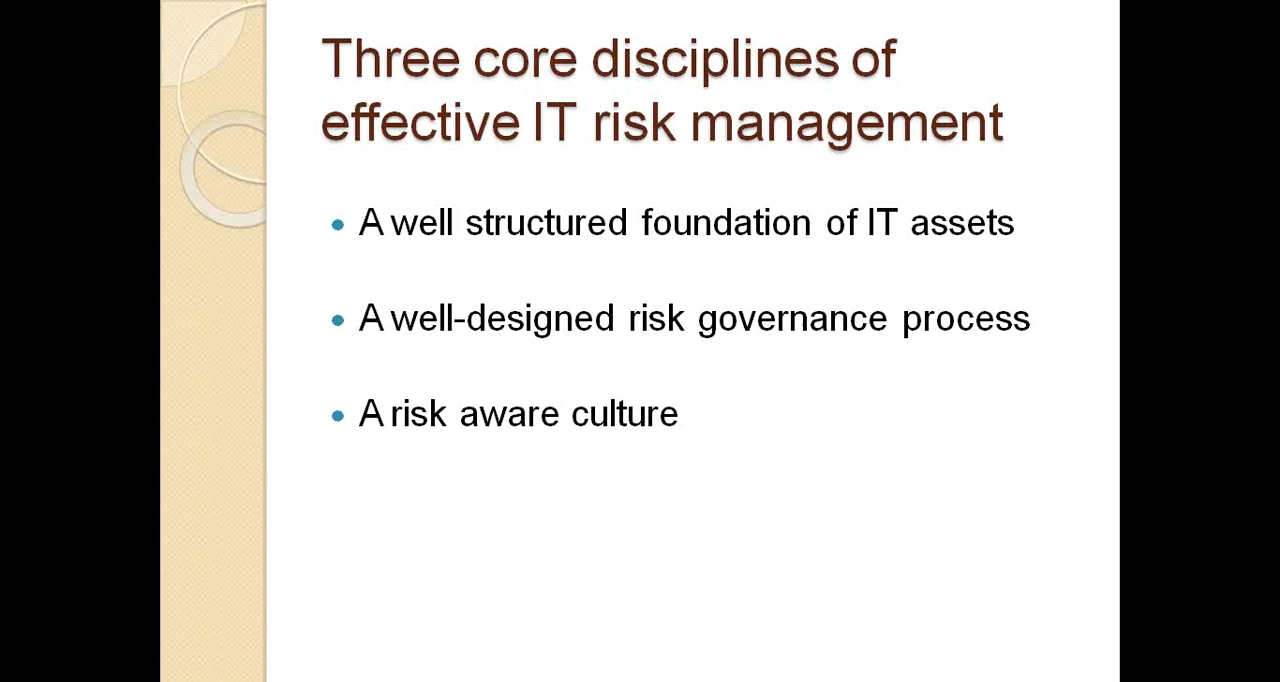 Three core disciplines of
effective IT risk management
• A well structured foundation of IT assets
• A well-designed risk governance process
• A risk aware culture